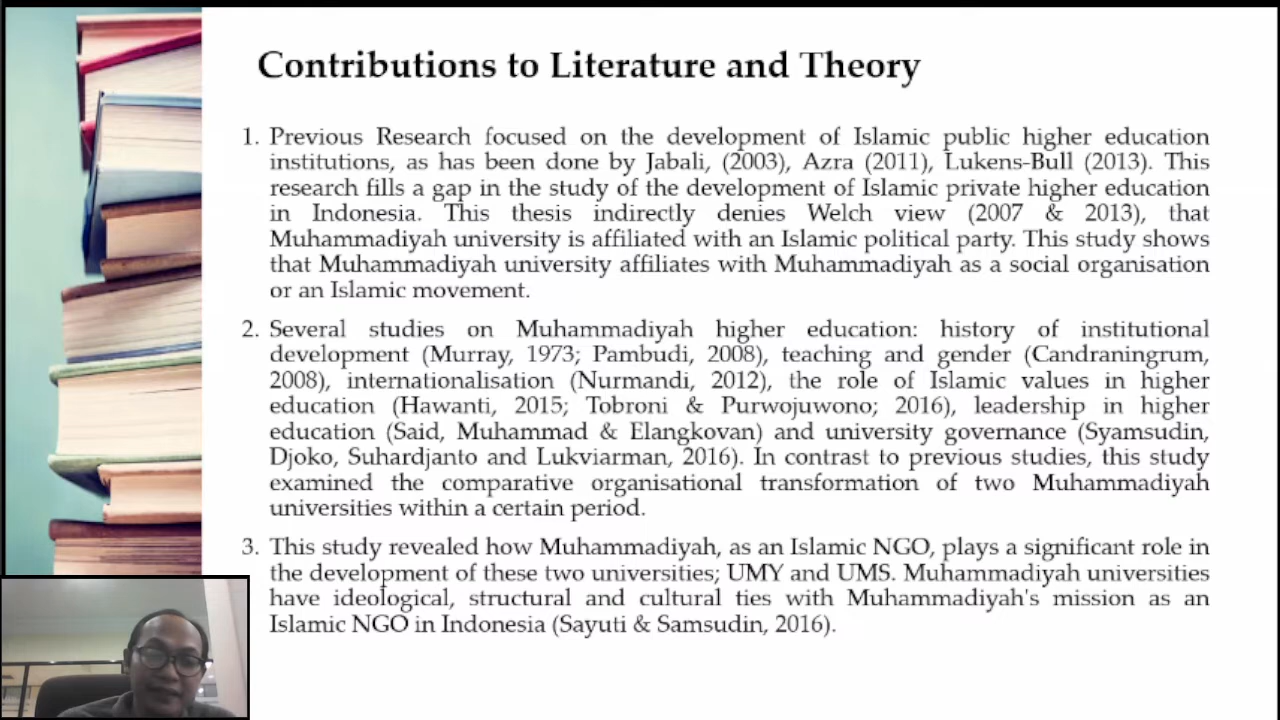 Contributions to Literature and Theory
1. Previous Research focused on the development of Islamic public higher education
institutions, as has been done by Jabali, (2003), Azra (2011), Lukens-Bull (2013). This
research fills a gap in the study of the development of Islamic private higher education
in Indonesia. This thesis indirectly denies Welch view (2007 & 2013), that
Muhammadiyah university is affiliated with an Islamic political party. This study shows
that Muhammadiyah university affiliates with Muhammadiyah as a social organisation
or an Islamic movement.
2. Several studies on Muhammadiyah higher education: history of institutional
development (Murray, 1973; Pambudi, 2008), teaching and gender (Candraningrum,
2008), internationalisation (Nurmandi, 2012), the role of Islamic values in higher
education (Hawanti, 2015; Tobroni & Purwojuwono; 2016), leadership in higher
education (Said, Muhammad & Elangkovan) and university governance (Syamsudin,
Djoko, Suhardjanto and Lukviarman, 2016). In contrast to previous studies, this study
examined the comparative organisational transformation of two Muhammadiyah
universities within a certain period.
3. This study revealed how Muhammadiyah, as an Islamic NGO, plays a significant role in
the development of these two universities; UMY and UMS. Muhammadiyah universities
have ideological, structural and cultural ties with Muhammadiyah's mission as an
Islamic NGO in Indonesia (Sayuti & Samsudin, 2016).